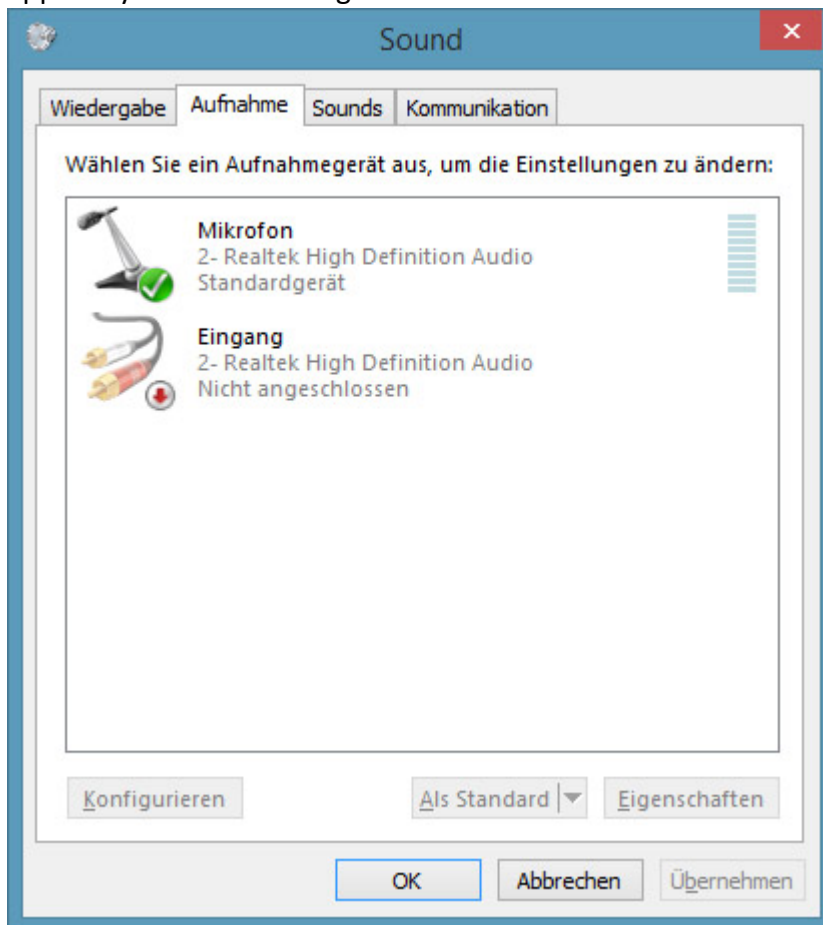 Sound
Wiedergabe Aufnahme Sounds Kommunikation
Wählen Sie ein Aufnahmegerät aus, um die Einstellungen zu ändern:
Mikrofon
2- Realtek High Definition Audio
Standardgerät
Eingang
2- Realtek High Definition Audio
Nicht angeschlossen
Konfigurieren Als Standard Eigenschaften
OK Abbrechen Übernehmen